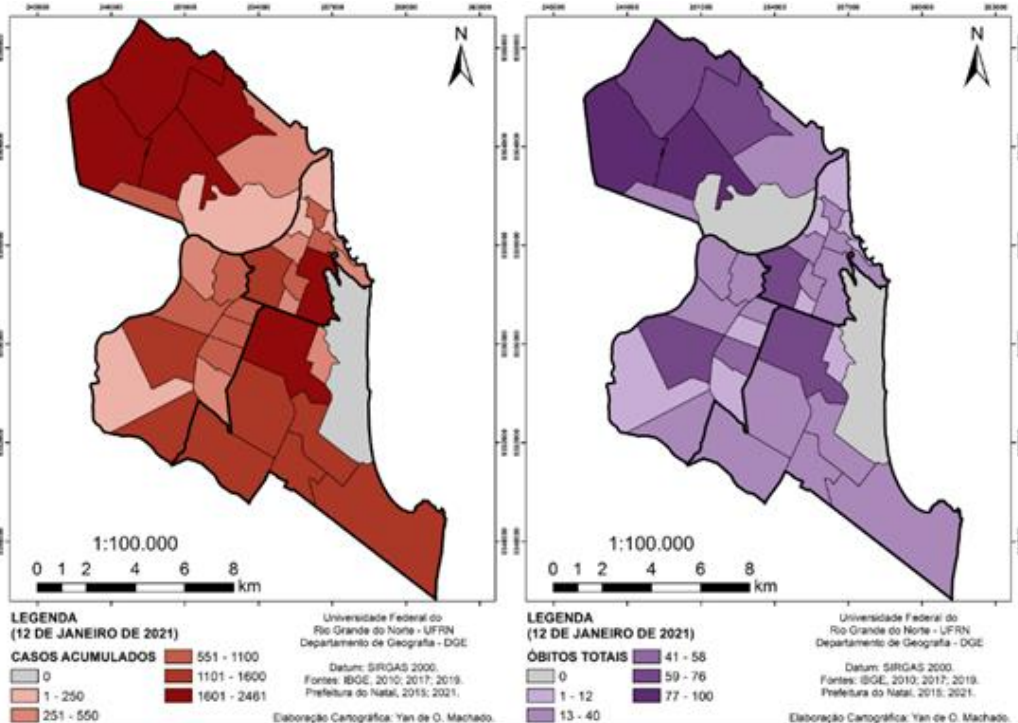 N
1:100.000
0 1 2 4 6 8
km
LEGENDA
(12 DE JANEIRO DE 2021)
CASOS ACUMULADOS
0
1 - 250
251 - 550
551 - 1100
1101 - 1600
1601 - 2461
Universidade Federal do
Rio Grande do Norte - UFRN
Departamento de Geografia - DGE
Datum: SIRGAS 2000.
Fontes: IBGE, 2010; 2017; 2019.
Prefeitura do Natal, 2015; 2021.
Elaboração Cartográfica: Yan de O. Machado.
N
1:100.000
0 1 2 4 6 8
km
LEGENDA
(12 DE JANEIRO DE 2021)
ÓBITOS TOTAIS
0
1 - 12
13 - 40
41 - 58
59 - 76
77 - 100
Universidade Federal do
Rio Grande do Norte - UFRN
Departamento de Geografia - DGE
Datum: SIRGAS 2000.
Fontes: IBGE, 2010; 2017; 2019.
Prefeitura do Natal, 2015; 2021.
Elaboração Cartográfica: Yan de O. Machado.